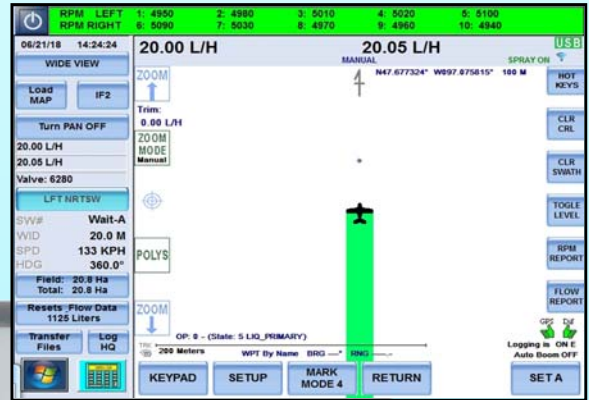 RPM LEFT 1: 4950 2: 4980 3: 5010 4: 5020 5: 5100
RPM RIGHT 6: 5090 7: 5030 8: 4970 9: 4960 10: 4940
06/21/18 14:24:24
WIDE VIEW
Load MAP
IF2
Turn PAN OFF
20.00 L/H
20.05 L/H
Valve: 6280
LFT NRTSW
SW# Wait-A
WID 20.0 M
SPD 133 KPH
HDG 360.0°
Field: 20.8 Ha
Total: 20.8 Ha
Resets_Flow Data
1125 Liters
Transfer Files
Log HQ
20.00 L/H 20.05 L/H USB
MANUAL SPRAY ON
N47.677324° W097.075815° 100 M
ZOOM
Trim:
0.00 L/H
ZOOM MODE
Manual
POLYS
ZOOM
OP: 0 - (State: 5 LIQ_PRIMARY)
TRK
200 Meters WPT By Name BRG ---° RNG ---.--
HOT KEYS
CLR CRL
CLR SWATH
TOGLE LEVEL
RPM REPORT
FLOW REPORT
GPS Dif
Logging is ON E
Auto Boom OFF
KEYPAD SETUP MARK MODE 4 RETURN SET A